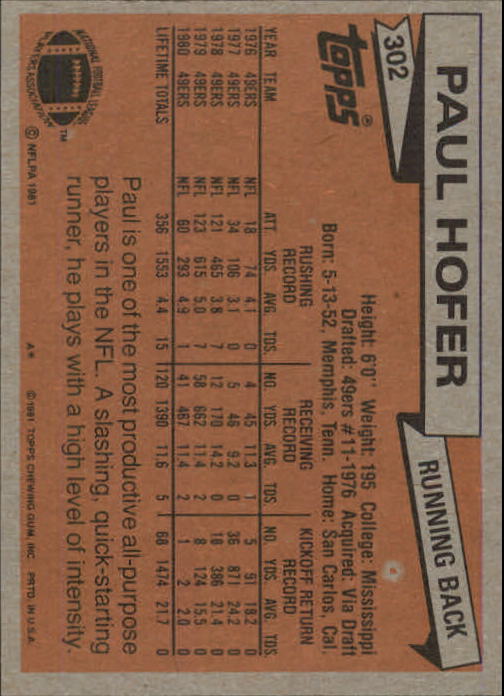 PAUL HOFER
RUNNING BACK
302
topps®
Height: 6'0" Weight: 195 College: Mississippi
Drafted: 49ers #11-1976 Acquired: Via Draft
Born: 5-13-52, Memphis, Tenn. Home: San Carlos, Cal.
RUSHING RECORD RECEIVING RECORD KICKOFF RETURN RECORD
YEAR TEAM ATT. YDS. AVG. TDS. NO. YDS. AVG. TDS NO. YDS. AVG. TDS.
1976 49ERS NFL 18 74 4.1 0 4 45 11.3 1 5 91 18.2 0
1977 49ERS NFL 34 106 3.1 0 5 46 9.2 0 36 871 24.2 0
1978 49ERS NFL 121 465 3.8 7 12 170 14.2 0 18 386 21.4 0
1979 49ERS NFL 123 615 5.0 7 58 662 11.4 2 8 124 15.5 0
1980 49ERS NFL 60 293 4.9 1 41 467 11.4 2 1 2 2.0 0
LIFETIME TOTALS 356 1553 4.4 15 120 1390 11.6 5 68 1474 21.7 0
Paul is one of the most productive all-purpose
players in the NFL. A slashing, quick-starting
runner, he plays with a high level of intensity.
NATIONAL FOOTBALL LEAGUE
PLAYERS ASSOCIATION
TM
© NFLPA 1981
A* © 1981 TOPPS CHEWING GUM, INC. PRTD. IN U.S.A.